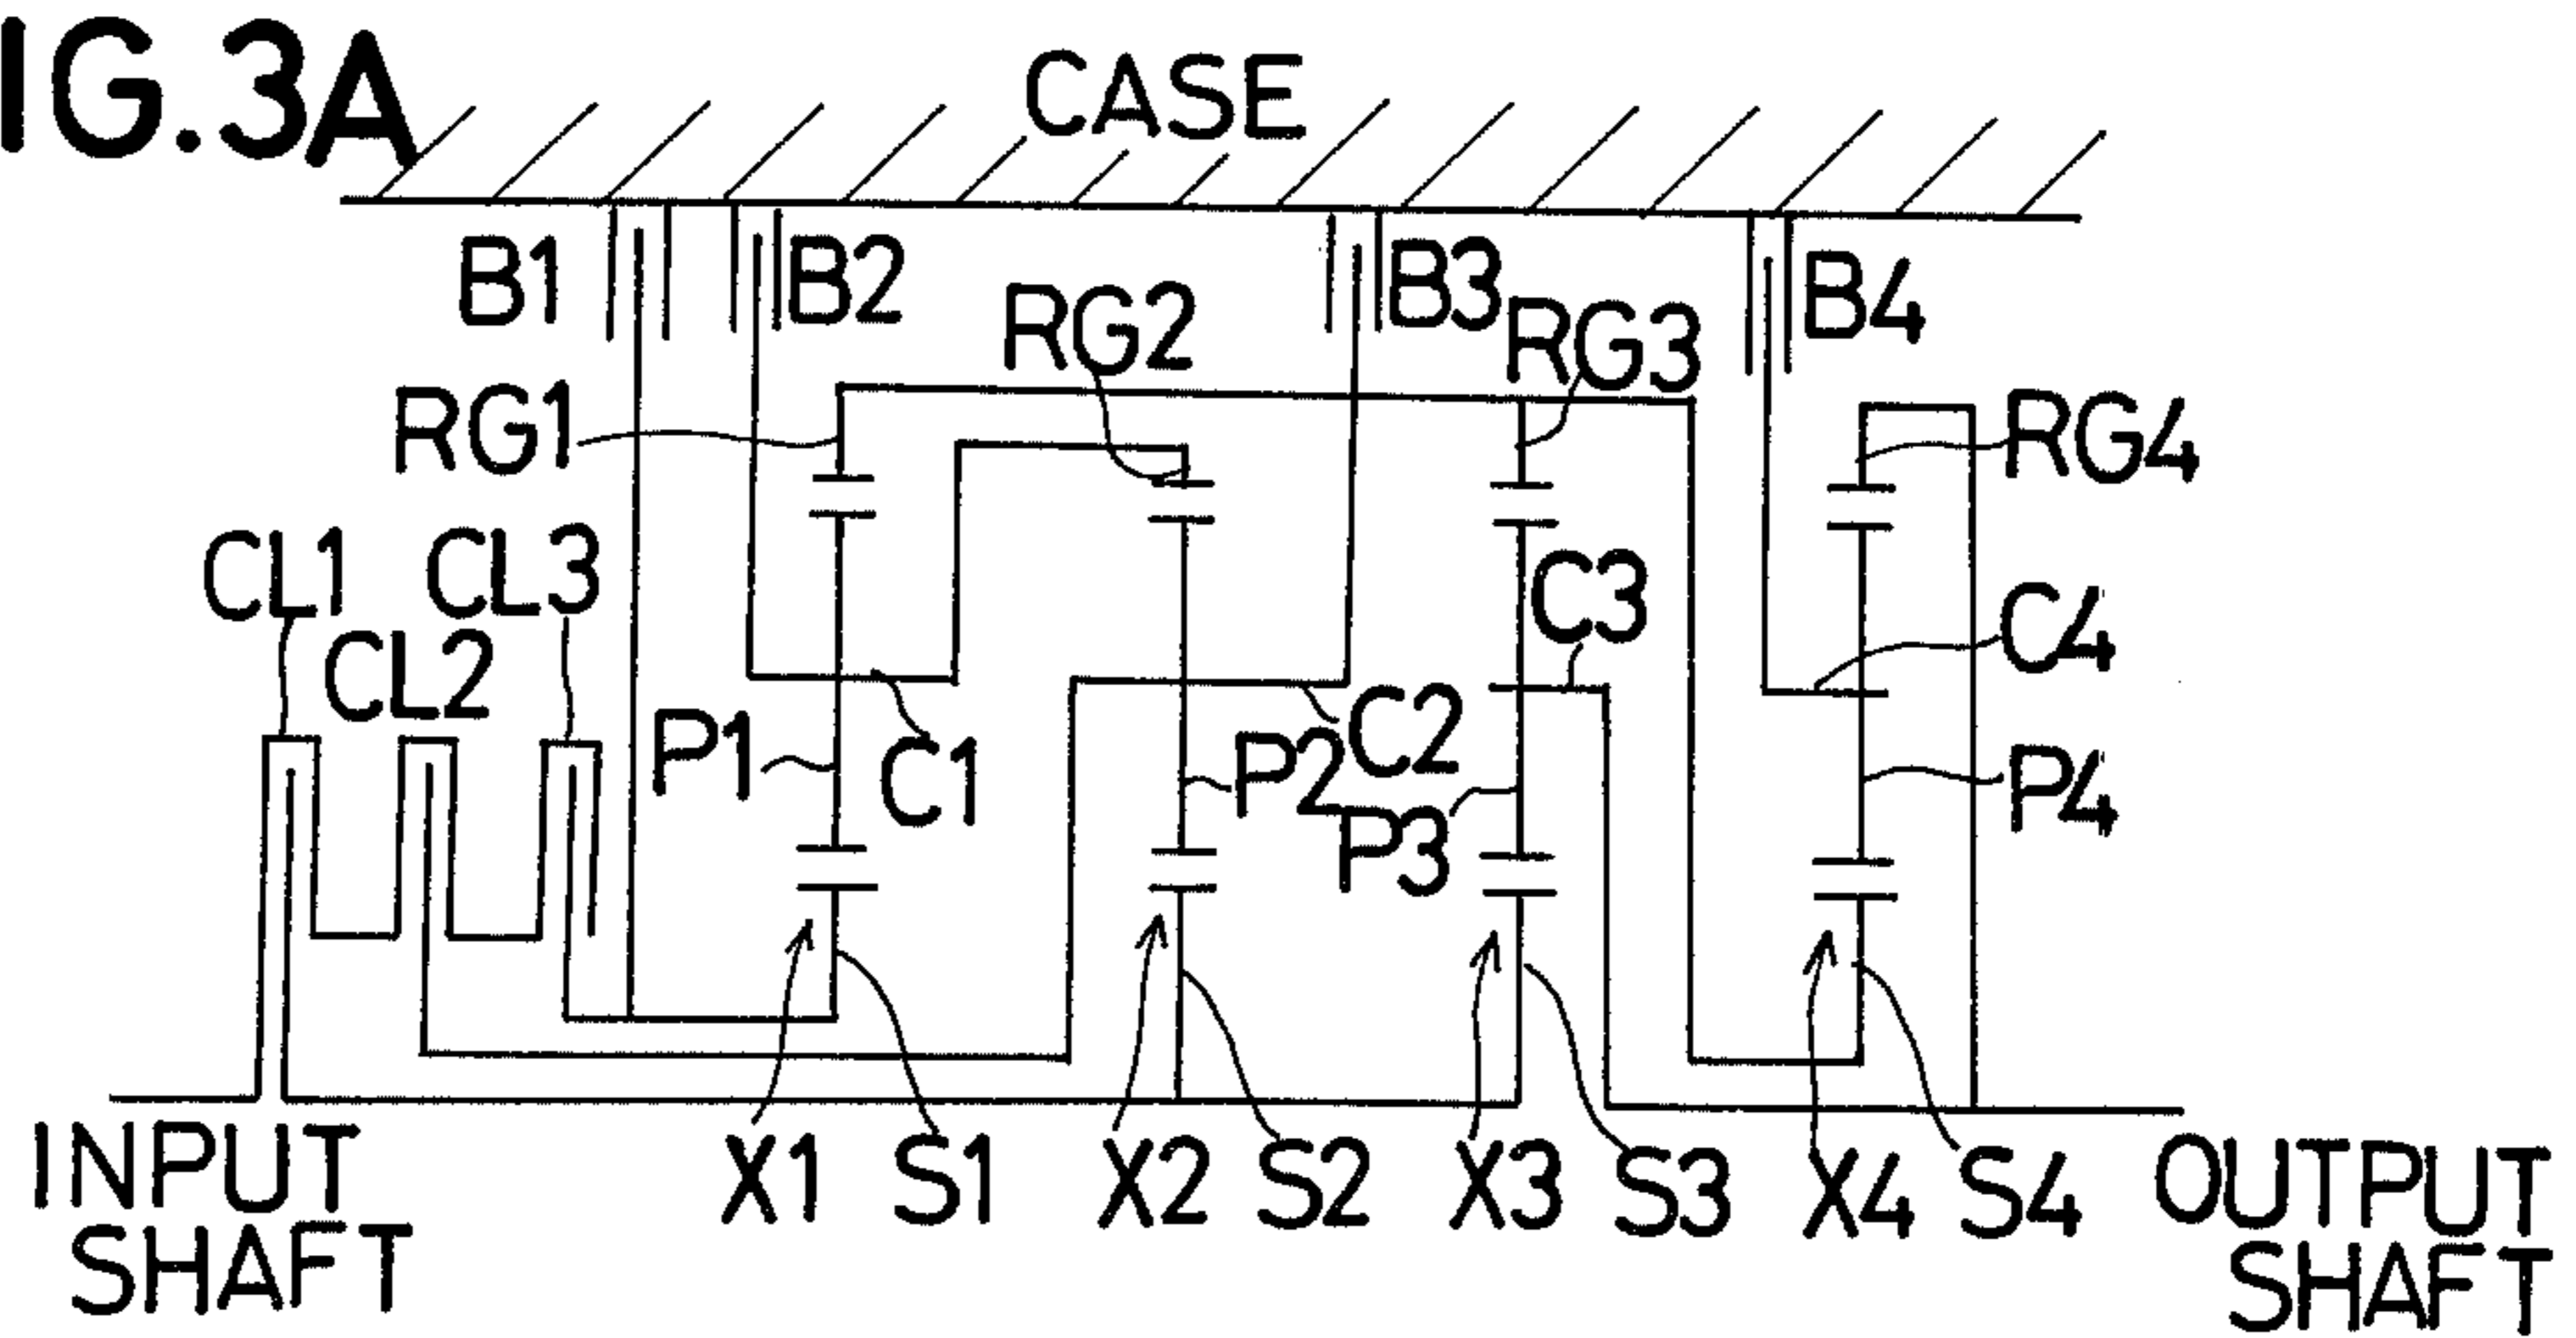 IG.3A
CASE
B1
B2
B3
B4
RG2
RG3
RG1
RG4
CL1
CL3
C3
C4
CL2
P1
C1
P2
C2
P3
P4
INPUT
SHAFT
X1
S1
X2
S2
X3
S3
X4
S4
OUTPUT
SHAFT